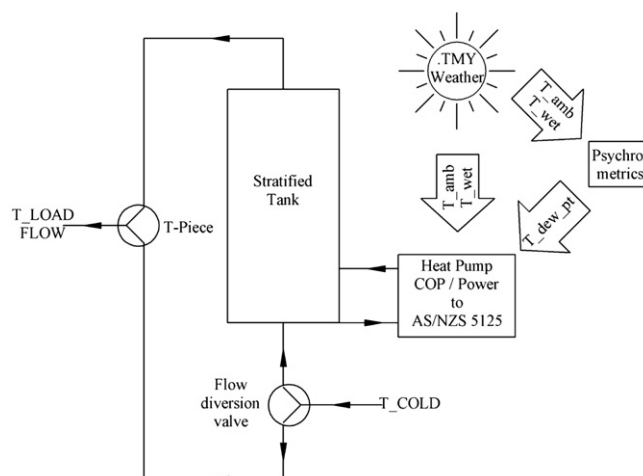 .TMY
Weather
T_amb
T_wet
Psychro
metrics
Stratified
Tank
T_amb
T_wet
T_LOAD
FLOW
T-Piece
T_dew_pt
Heat Pump
COP / Power
to
AS/NZS 5125
Flow
diversion
valve
T_COLD